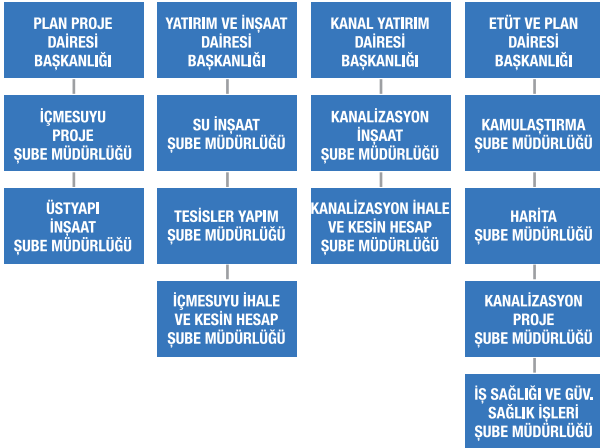 PLAN PROJE
DAİRESİ
BAŞKANLIĞI
İÇMESUYU
PROJE
ŞUBE MÜDÜRLÜĞÜ
ÜSTYAPI
İNŞAAT
ŞUBE MÜDÜRLÜĞÜ
YATIRIM VE İNŞAAT
DAİRESİ
BAŞKANLIĞI
SU İNŞAAT
ŞUBE MÜDÜRLÜĞÜ
TESİSLER YAPIM
ŞUBE MÜDÜRLÜĞÜ
İÇMESUYU İHALE
VE KESİN HESAP
ŞUBE MÜDÜRLÜĞÜ
KANAL YATIRIM
DAİRESİ
BAŞKANLIĞI
KANALİZASYON
İNŞAAT
ŞUBE MÜDÜRLÜĞÜ
KANALİZASYON İHALE
VE KESİN HESAP
ŞUBE MÜDÜRLÜĞÜ
ETÜT VE PLAN
DAİRESİ
BAŞKANLIĞI
KAMULAŞTIRMA
ŞUBE MÜDÜRLÜĞÜ
HARİTA
ŞUBE MÜDÜRLÜĞÜ
KANALİZASYON
PROJE
ŞUBE MÜDÜRLÜĞÜ
İŞ SAĞLIĞI VE GÜV.
SAĞLIK İŞLERİ
ŞUBE MÜDÜRLÜĞÜ